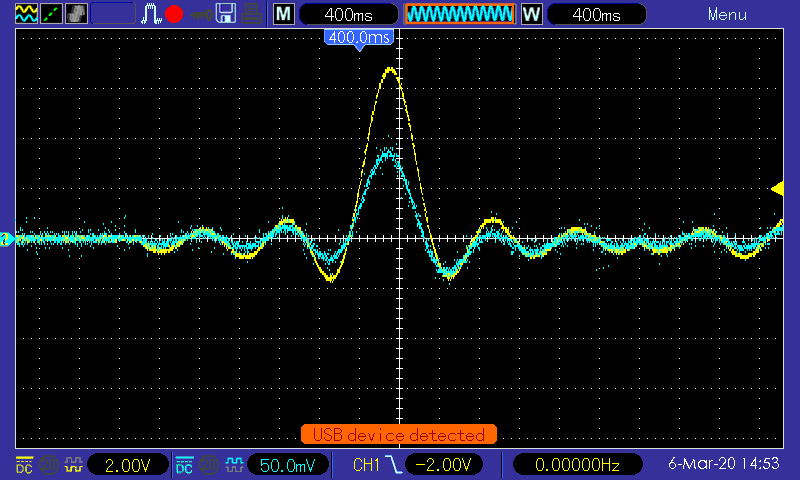 M 400ms W 400ms Menu
400.0ms
USB device detected
DC 2.00V DC 50.0mV CH1 -2.00V 0.00000Hz 6-Mar-20 14:53